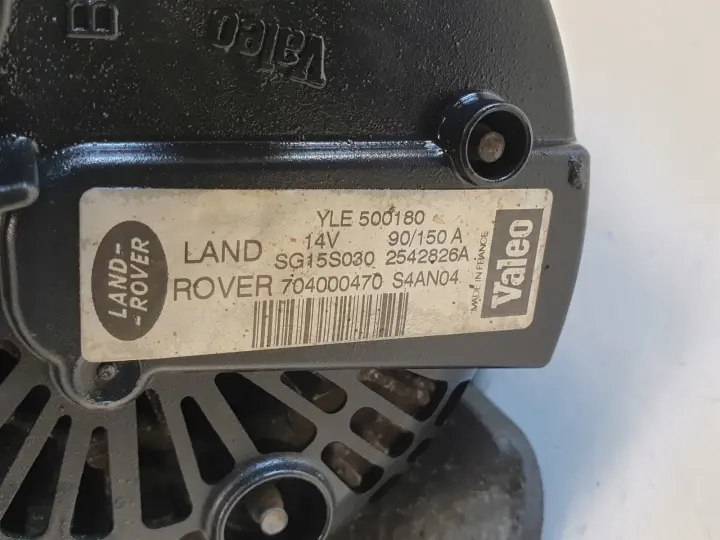 B
Valeo
YLE 500180
14V 90/150 A
LAND SG15S030 2542826A
ROVER 704000470 S4AN04
LAND-
-ROVER
MADE IN FRANCE
Valeo